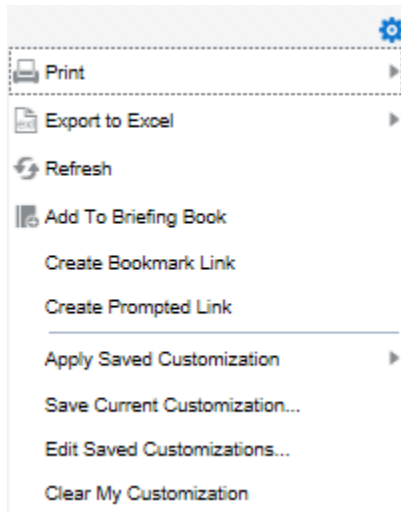 Print
Export to Excel
Refresh
Add To Briefing Book
Create Bookmark Link
Create Prompted Link
Apply Saved Customization
Save Current Customization...
Edit Saved Customizations...
Clear My Customization